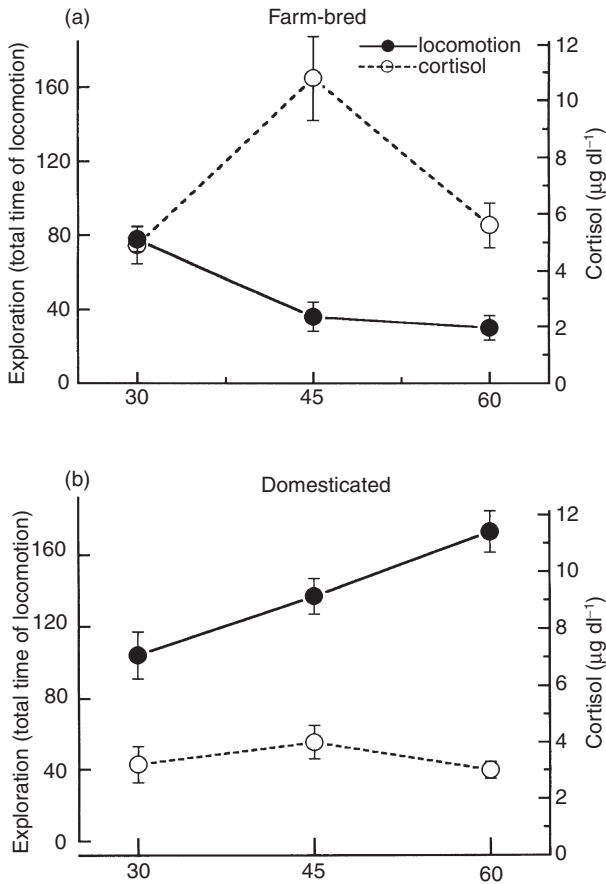 (a)
Farm-bred
locomotion
cortisol
Exploration (total time of locomotion)
160
120
80
40
0
12
10
8
6
4
2
0
Cortisol (μg dl⁻¹)
30 45 60
(b)
Domesticated
Exploration (total time of locomotion)
160
120
80
40
0
12
10
8
6
4
2
0
Cortisol (μg dl⁻¹)
30 45 60